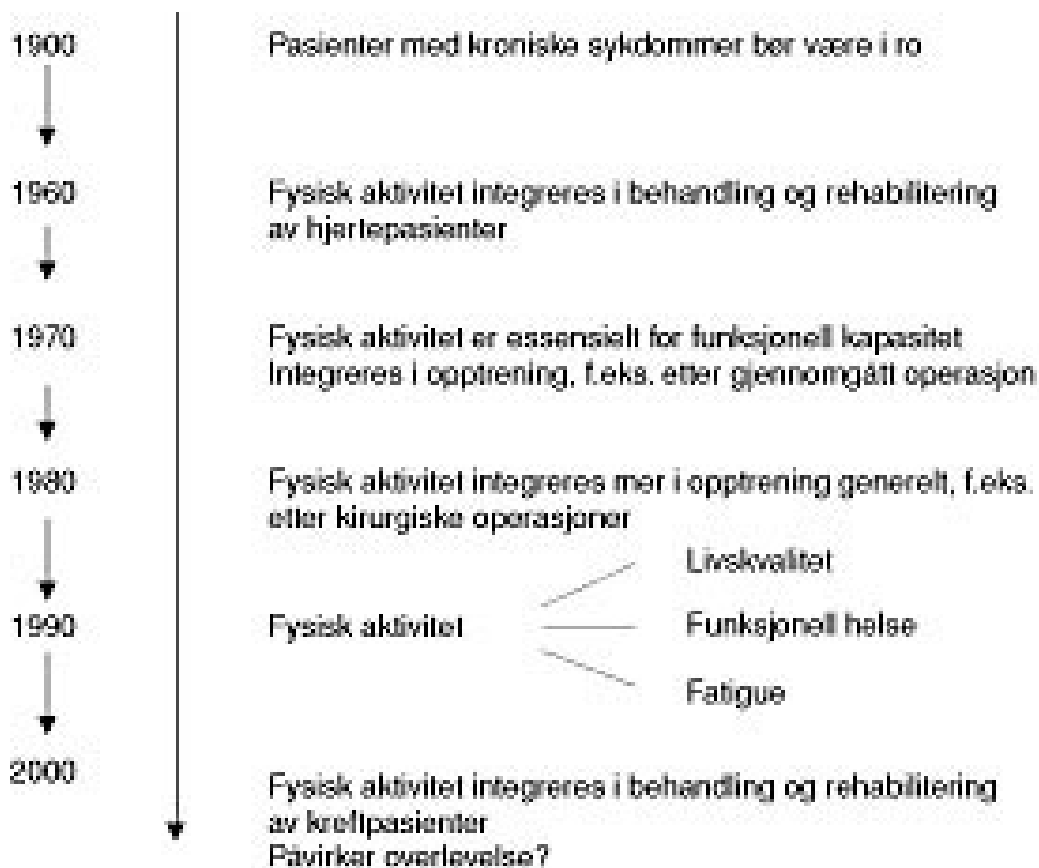 1900 Pasienter med kroniske sykdommer bør være i ro
1960 Fysisk aktivitet integreres i behandling og rehabilitering
av hjertepasienter
1970 Fysisk aktivitet er essensielt for funksjonell kapasitet
Integreres i opptrening, f.eks. etter gjennomgått operasjon
1980 Fysisk aktivitet integreres mer i opptrening generelt, f.eks.
etter kirurgiske operasjoner
Livskvalitet
1990 Fysisk aktivitet Funksjonell helse
Fatigue
2000
Fysisk aktivitet integreres i behandling og rehabilitering
av kreftpasienter
Påvirker overlevelse?